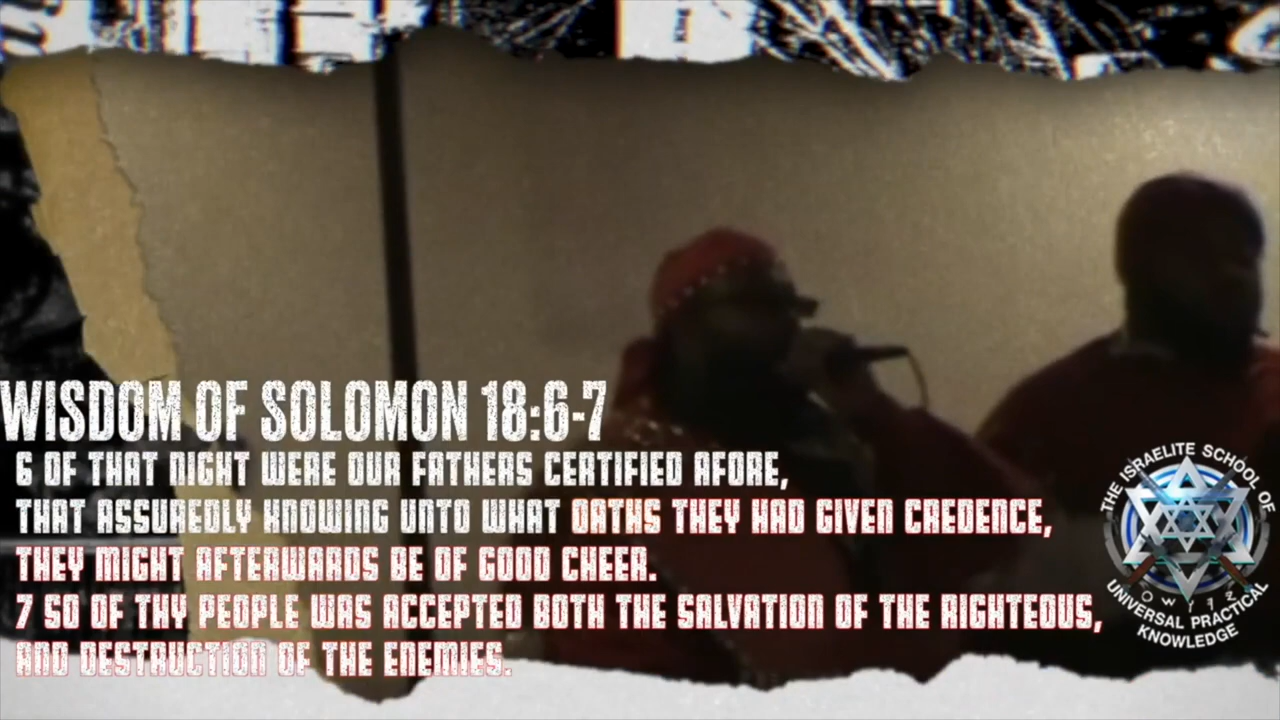 WISDOM OF SOLOMON 18:6-7
6 OF THAT NIGHT WERE OUR FATHERS CERTIFIED AFORE,
THAT ASSUREDLY KNOWING UNTO WHAT OATHS THEY HAD GIVEN CREDENCE,
THEY MIGHT AFTERWARDS BE OF GOOD CHEER.
7 SO OF THY PEOPLE WAS ACCEPTED BOTH THE SALVATION OF THE RIGHTEOUS,
AND DESTRUCTION OF THE ENEMIES.
THE ISRAELITE SCHOOL OF
UNIVERSAL PRACTICAL
KNOWLEDGE